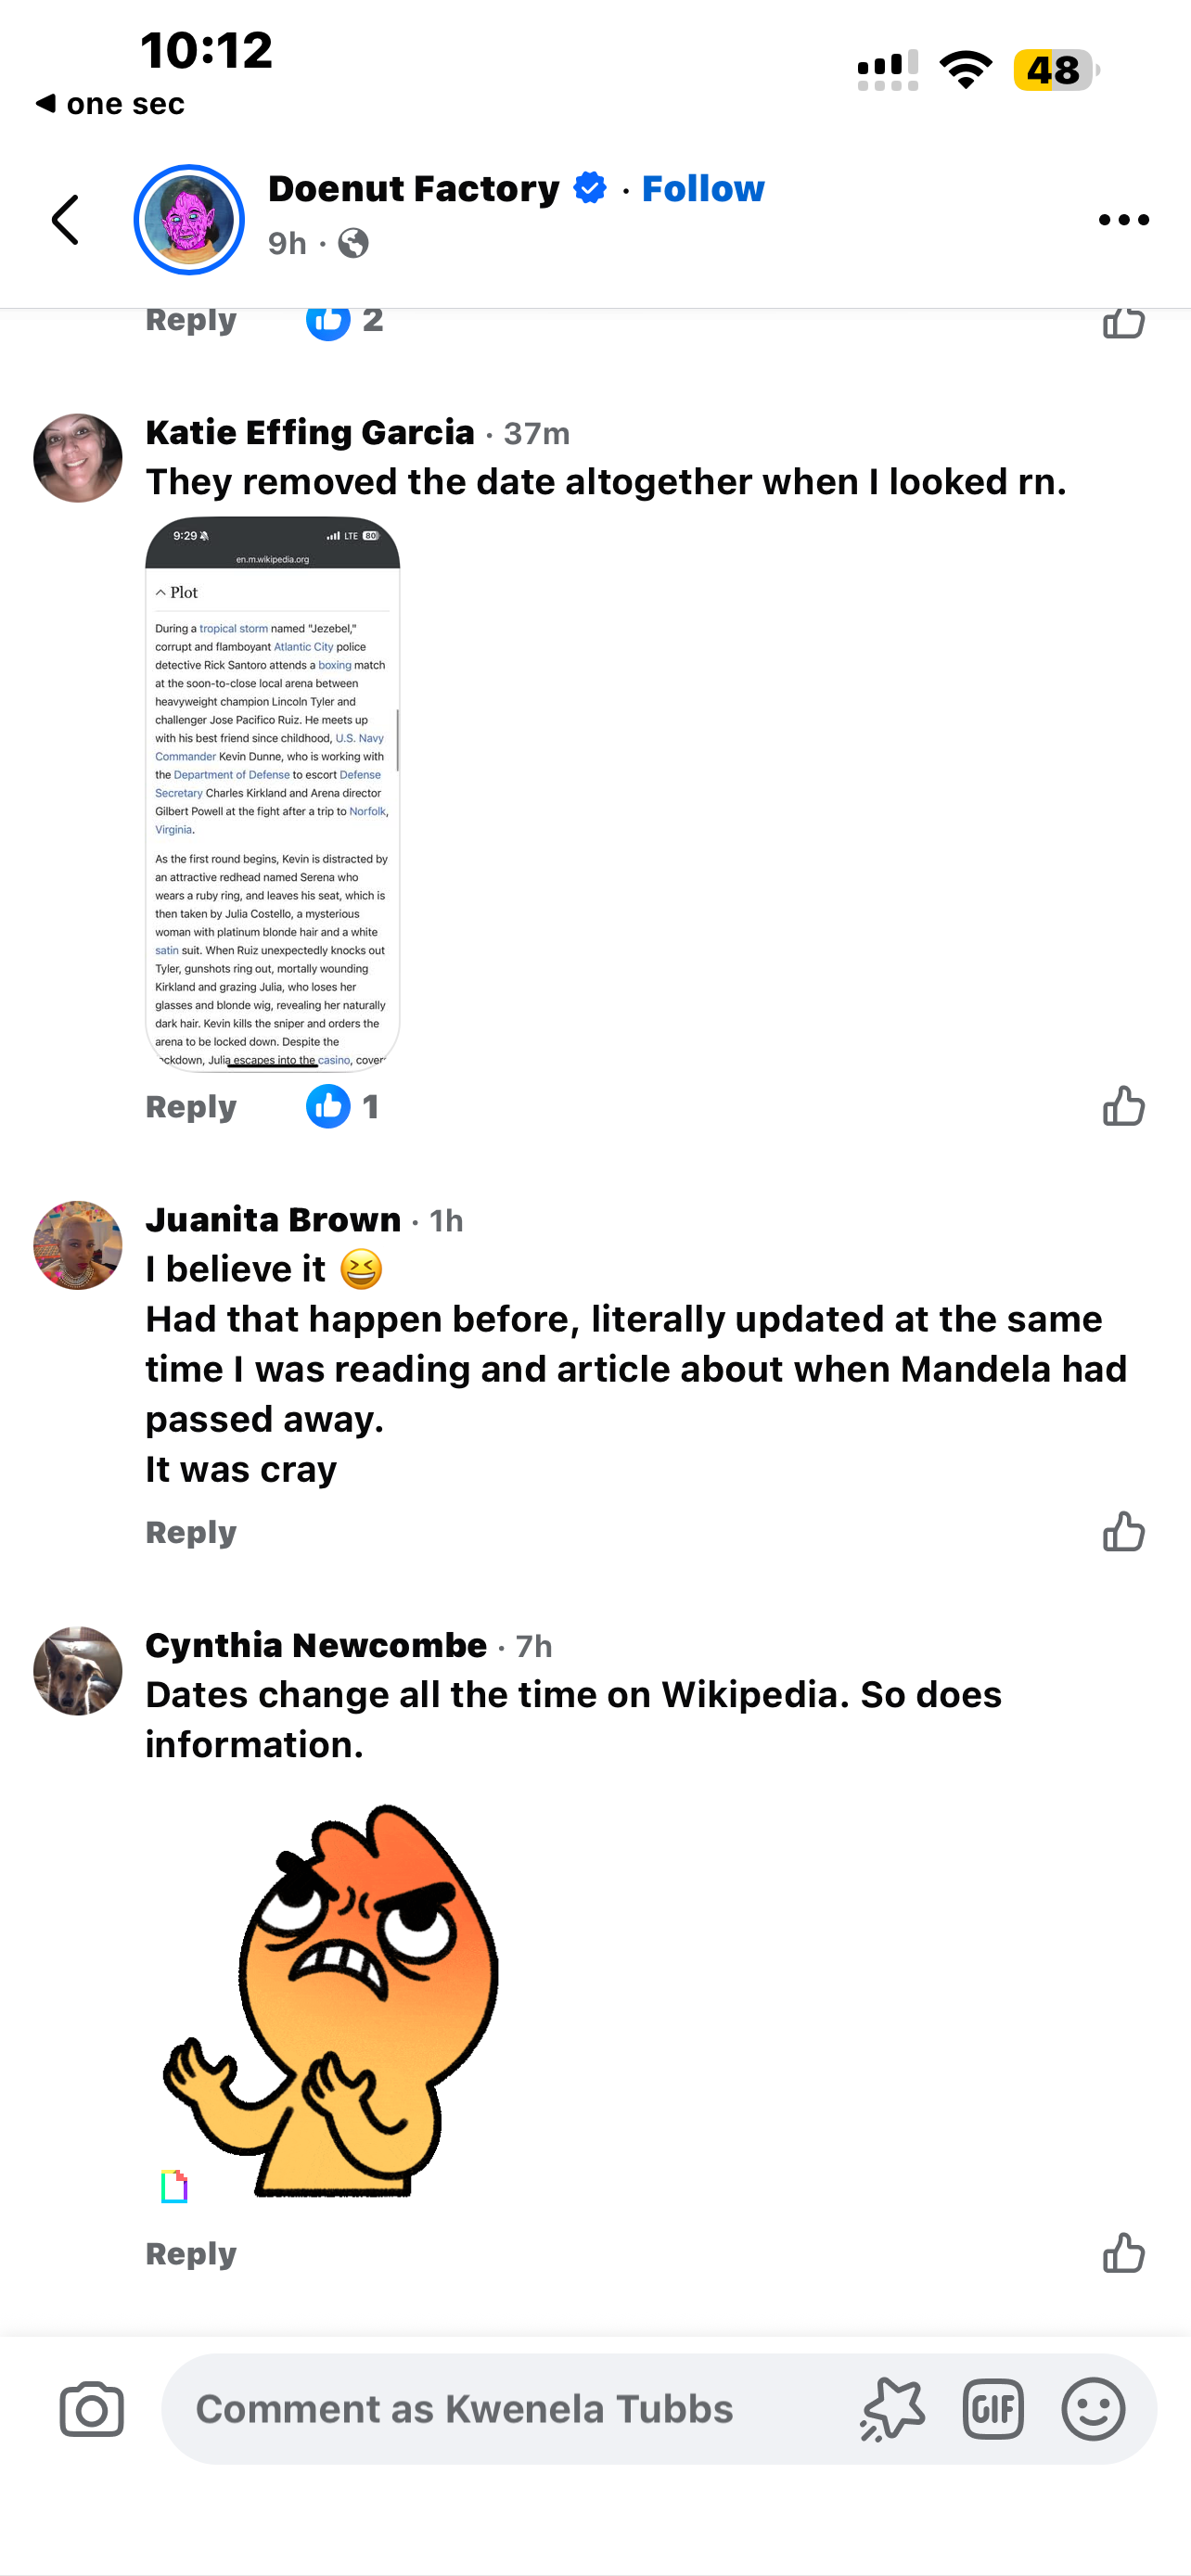 10:12
48
◀ one sec
Doenut Factory · Follow
9h ·
Reply 2
Katie Effing Garcia · 37m
They removed the date altogether when I looked rn.
9:29 LTE 80
en.m.wikipedia.org
Plot
During a tropical storm named "Jezebel,"
corrupt and flamboyant Atlantic City police
detective Rick Santoro attends a boxing match
at the soon-to-close local arena between
heavyweight champion Lincoln Tyler and
challenger Jose Pacifico Ruiz. He meets up
with his best friend since childhood, U.S. Navy
Commander Kevin Dunne, who is working with
the Department of Defense to escort Defense
Secretary Charles Kirkland and Arena director
Gilbert Powell at the fight after a trip to Norfolk,
Virginia.
As the first round begins, Kevin is distracted by
an attractive redhead named Serena who
wears a ruby ring, and leaves his seat, which is
then taken by Julia Costello, a mysterious
woman with platinum blonde hair and a white
satin suit. When Ruiz unexpectedly knocks out
Tyler, gunshots ring out, mortally wounding
Kirkland and grazing Julia, who loses her
glasses and blonde wig, revealing her naturally
dark hair. Kevin kills the sniper and orders the
arena to be locked down. Despite the
ockdown, Julia escapes into the casino, cover
Reply 1
Juanita Brown · 1h
I believe it 😆
Had that happen before, literally updated at the same
time I was reading and article about when Mandela had
passed away.
It was cray
Reply
Cynthia Newcombe · 7h
Dates change all the time on Wikipedia. So does
information.
Reply
Comment as Kwenela Tubbs
GIF